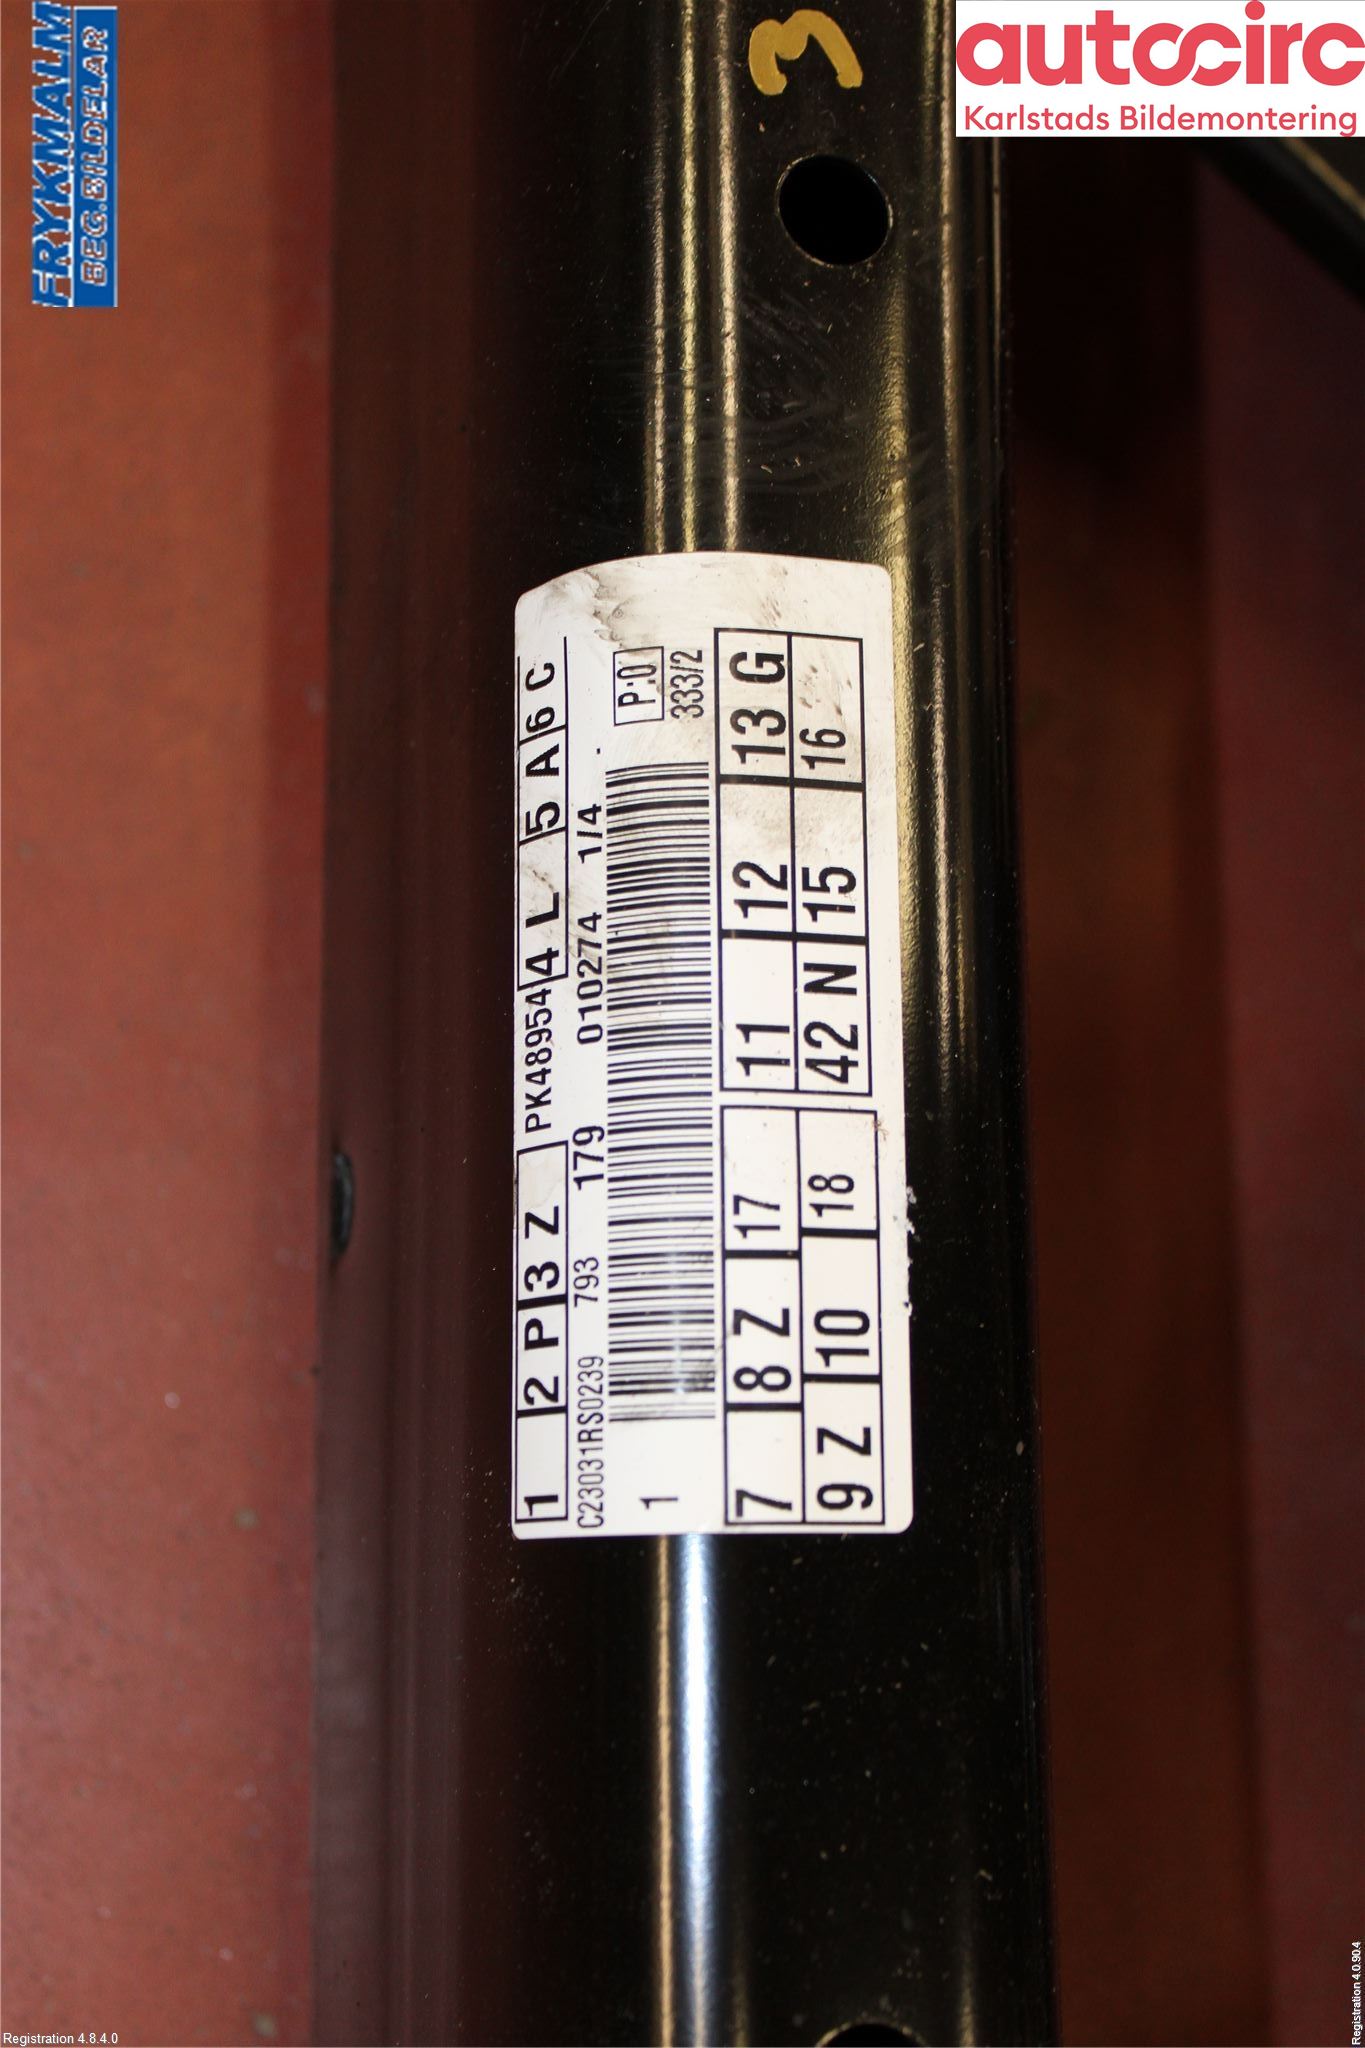 FRYKMALM
BEG.BILDELAR
autocirc
Karlstads Bildemontering
3
1 2 P 3 Z PK48954 4 L 5 A 6 C
C23031RS0239 793 179 010274 1/4
P:0
333/2
1
7 8 Z 17 11 12 13 G
9 Z 10 18 42 N 15 16
Registration 4.8.4.0
Registration 4.0.90.4